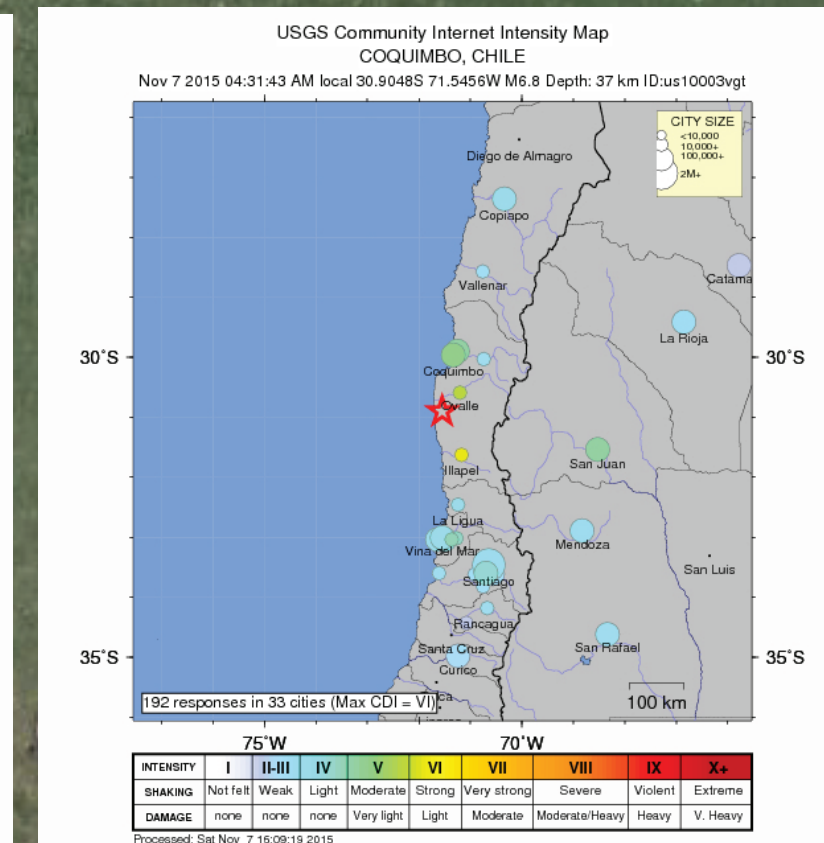 USGS Community Internet Intensity Map
COQUIMBO, CHILE
Nov 7 2015 04:31:43 AM local 30.9048S 71.5456W M6.8 Depth: 37 km ID:us10003vgt
CITY SIZE
<10,000
10,000+
100,000+
2M+
Diego de Almagro
Copiapo
Catama
Vallenar
La Rioja
30°S
30°S
Coquimbo
Ovalle
San Juan
Illapel
La Ligua
Vina del Mar
Mendoza
San Luis
Santiago
Rancagua
Santa Cruz
San Rafael
35°S
35°S
Curico
192 responses in 33 cities (Max CDI = VI)
100 km
75°W
70°W
INTENSITY I II-III IV V VI VII VIII IX X+
SHAKING Not felt Weak Light Moderate Strong Very strong Severe Violent Extreme
DAMAGE none none none Very light Light Moderate Moderate/Heavy Heavy V. Heavy
Processed: Sat Nov 7 16:09:19 2015